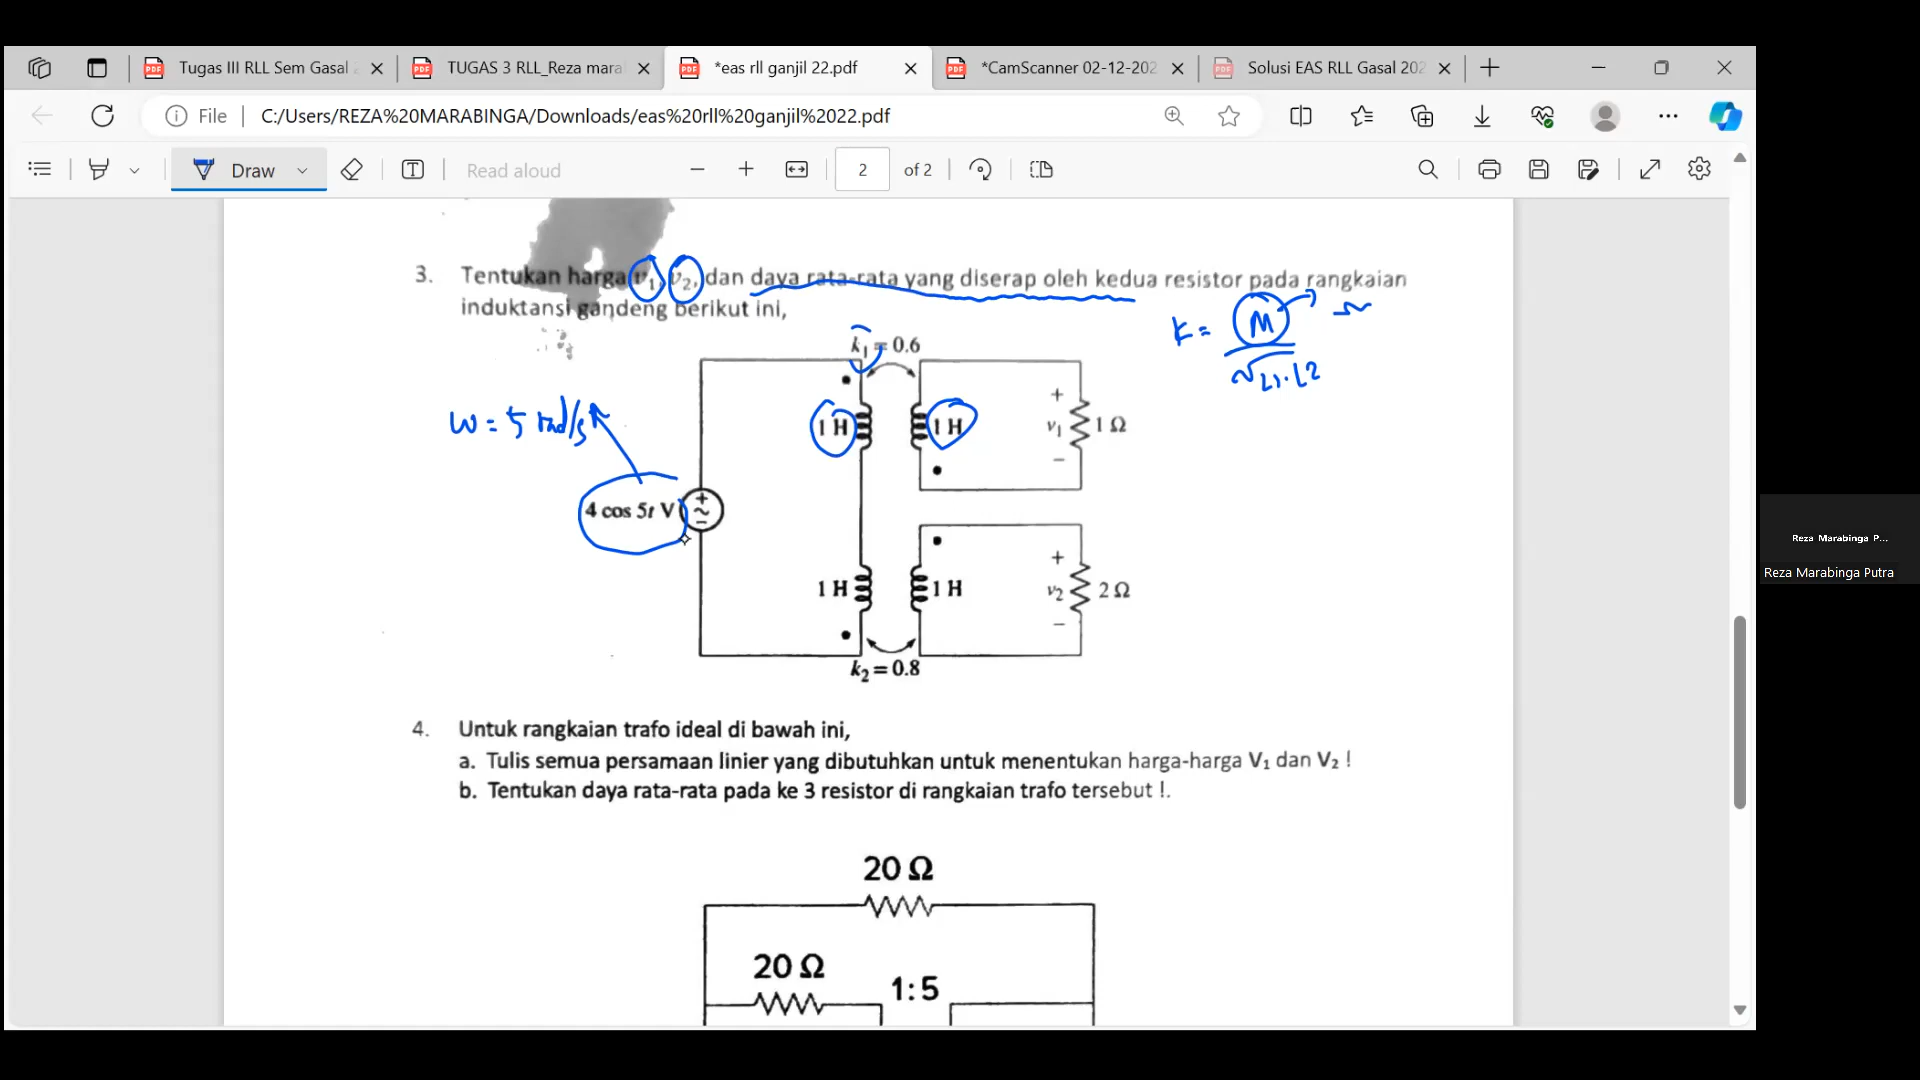 Tugas III RLL Sem Gasal
TUGAS 3 RLL_Reza mara
*eas rll ganjil 22.pdf
*CamScanner 02-12-202
Solusi EAS RLL Gasal 202
File
C:/Users/REZA%20MARABINGA/Downloads/eas%20rll%20ganjil%2022.pdf
Draw
Read aloud
2
of 2
3. Tentukan harga v₁, v₂, dan daya rata-rata yang diserap oleh kedua resistor pada rangkaian
induktansi gandeng berikut ini,
k = M
√L1.L2
k₁ = 0.6
ω = 5 rad/s
1 H
1 H
+
v₁
−
1 Ω
4 cos 5t V
+
−
1 H
1 H
+
v₂
−
2 Ω
k₂ = 0.8
Reza Marabinga P...
Reza Marabinga Putra
4. Untuk rangkaian trafo ideal di bawah ini,
a. Tulis semua persamaan linier yang dibutuhkan untuk menentukan harga-harga V₁ dan V₂ !
b. Tentukan daya rata-rata pada ke 3 resistor di rangkaian trafo tersebut !.
20 Ω
20 Ω
1:5